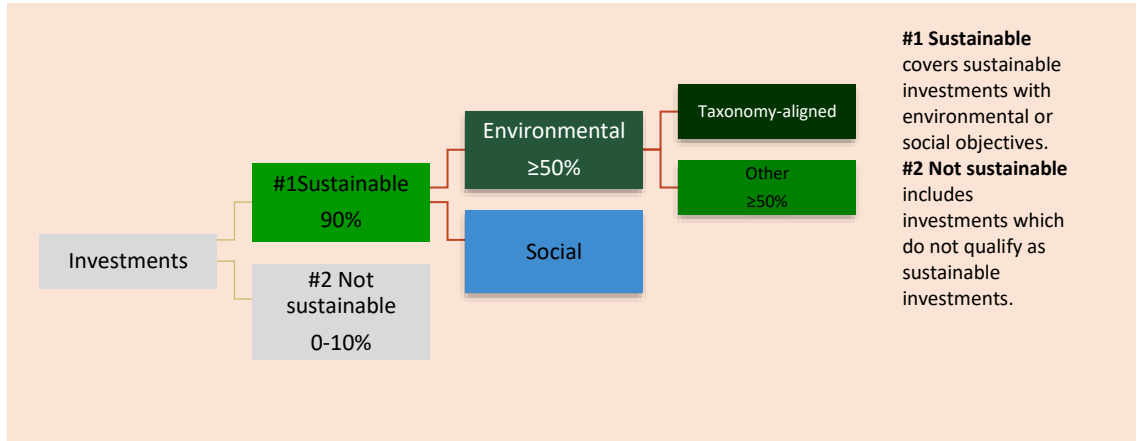 Investments
#1Sustainable
90%
#2 Not
sustainable
0-10%
Environmental
≥50%
Social
Taxonomy-aligned
Other
≥50%
#1 Sustainable
covers sustainable
investments with
environmental or
social objectives.
#2 Not sustainable
includes
investments which
do not qualify as
sustainable
investments.